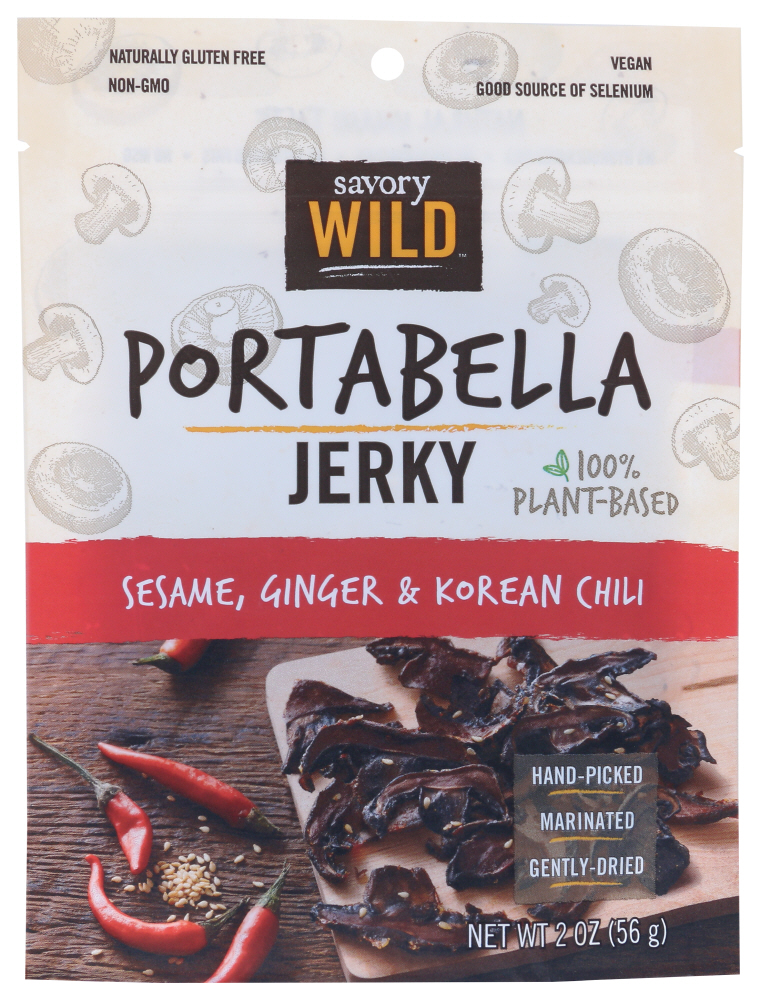 NATURALLY GLUTEN FREE
NON-GMO
VEGAN
GOOD SOURCE OF SELENIUM
savory
WILD™
PORTABELLA
JERKY
100%
PLANT-BASED
SESAME, GINGER & KOREAN CHILI
HAND-PICKED
MARINATED
GENTLY-DRIED
NET WT 2 OZ (56 g)